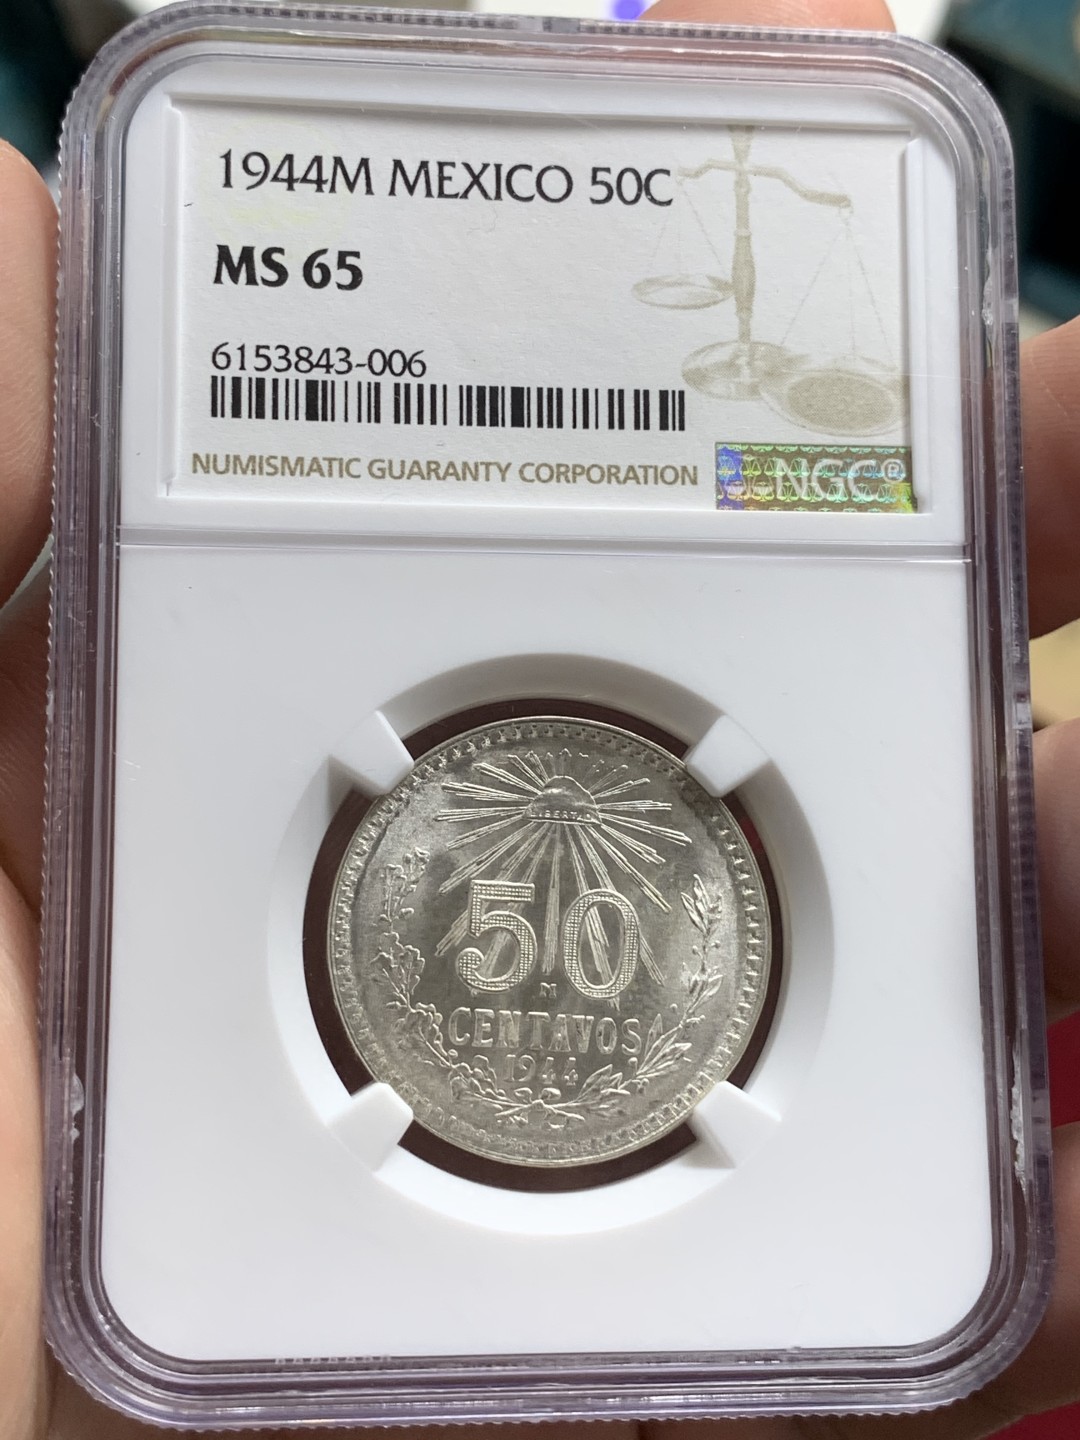 1944M MEXICO 50C
MS 65
6153843-006
NUMISMATIC GUARANTY CORPORATION
NGC®
LIBERTAD
50
M
CENTAVOS
1944